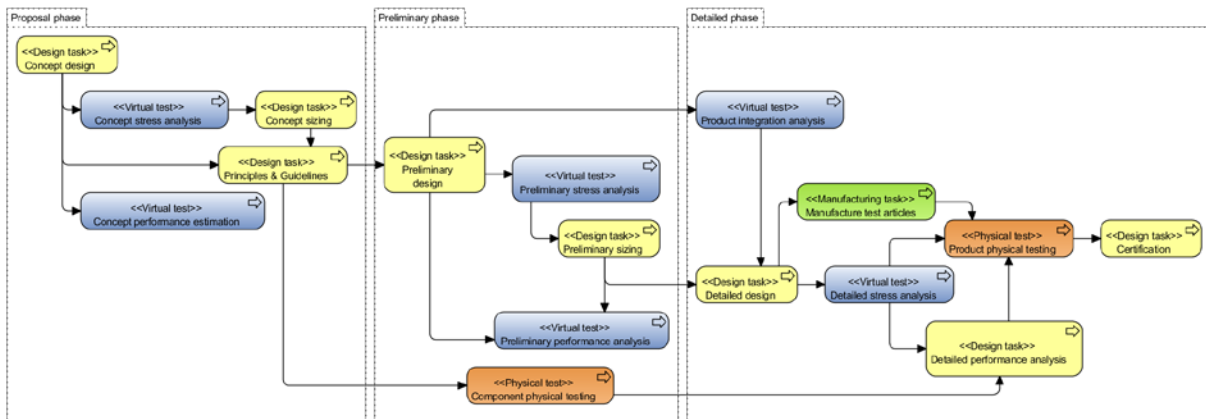 Proposal phase
<<Design task>>
Concept design
<<Virtual test>>
Concept stress analysis
<<Design task>>
Concept sizing
<<Design task>>
Principles & Guidelines
<<Virtual test>>
Concept performance estimation
Preliminary phase
<<Design task>>
Preliminary
design
<<Virtual test>>
Preliminary stress analysis
<<Design task>>
Preliminary sizing
<<Virtual test>>
Preliminary performance analysis
<<Physical test>>
Component physical testing
Detailed phase
<<Virtual test>>
Product integration analysis
<<Manufacturing task>>
Manufacture test articles
<<Physical test>>
Product physical testing
<<Design task>>
Certification
<<Design task>>
Detailed design
<<Virtual test>>
Detailed stress analysis
<<Design task>>
Detailed performance analysis